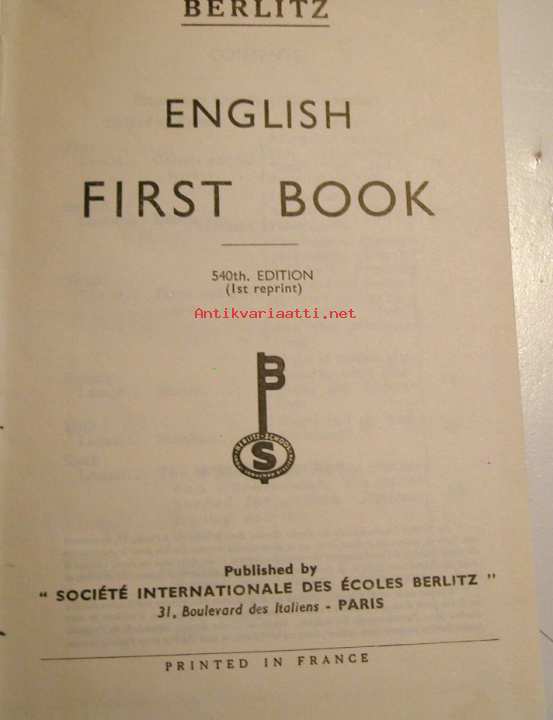 BERLITZ
ENGLISH
FIRST BOOK
540th. EDITION
(1st reprint)
Antikvariaatti.net
B
S
Published by
" SOCIÉTÉ INTERNATIONALE DES ÉCOLES BERLITZ "
31, Boulevard des Italiens - PARIS
PRINTED IN FRANCE